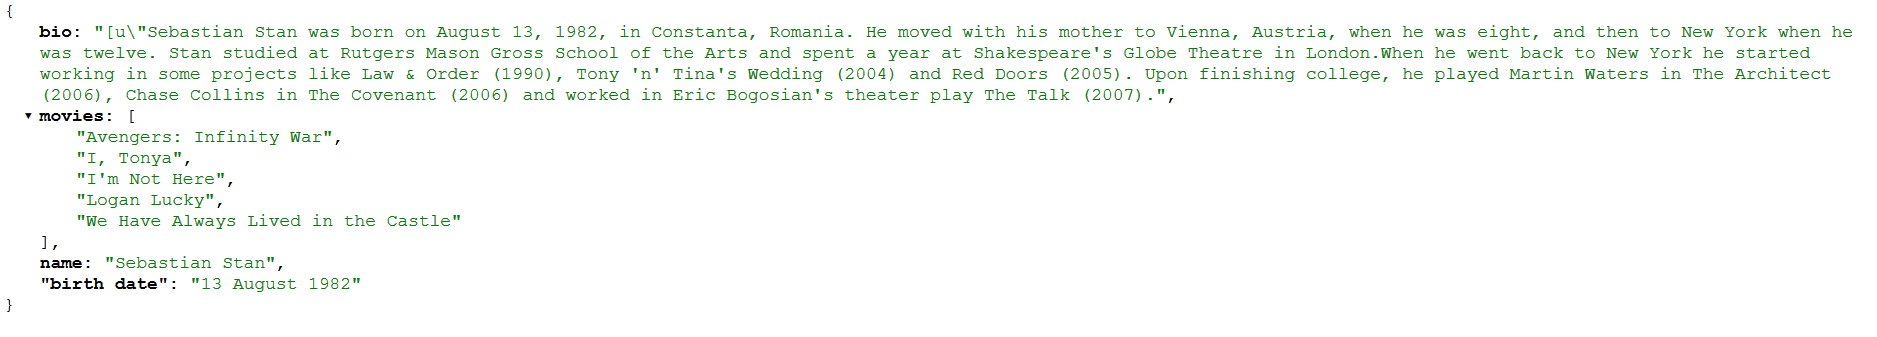 {
bio: "[u\"Sebastian Stan was born on August 13, 1982, in Constanta, Romania. He moved with his mother to Vienna, Austria, when he was eight, and then to New York when he
was twelve. Stan studied at Rutgers Mason Gross School of the Arts and spent a year at Shakespeare's Globe Theatre in London.When he went back to New York he started
working in some projects like Law & Order (1990), Tony 'n' Tina's Wedding (2004) and Red Doors (2005). Upon finishing college, he played Martin Waters in The Architect
(2006), Chase Collins in The Covenant (2006) and worked in Eric Bogosian's theater play The Talk (2007).",
▼ movies: [
"Avengers: Infinity War",
"I, Tonya",
"I'm Not Here",
"Logan Lucky",
"We Have Always Lived in the Castle"
],
name: "Sebastian Stan",
"birth date": "13 August 1982"
}